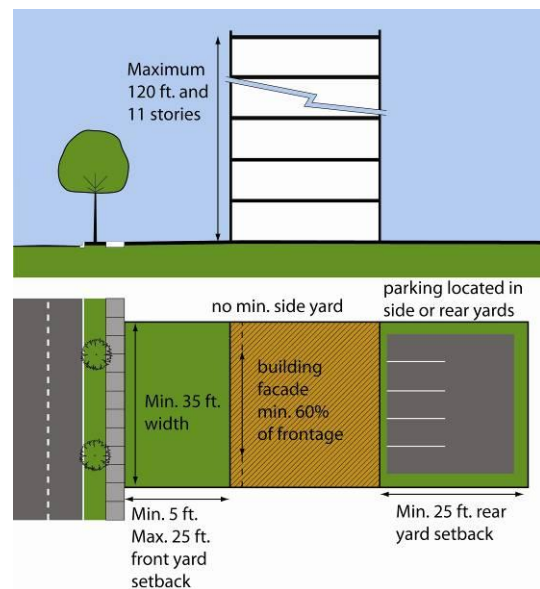 Maximum
120 ft. and
11 stories
no min. side yard
parking located in
side or rear yards
Min. 35 ft.
width
building
facade
min. 60%
of frontage
Min. 5 ft.
Max. 25 ft.
front yard
setback
Min. 25 ft. rear
yard setback